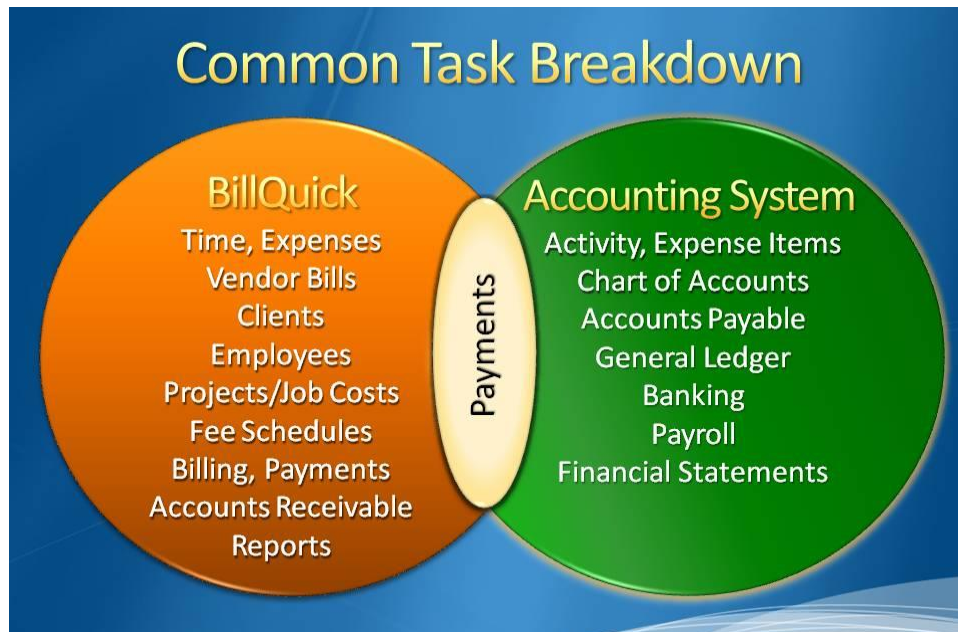 Common Task Breakdown
BillQuick
Time, Expenses
Vendor Bills
Clients
Employees
Projects/Job Costs
Fee Schedules
Billing, Payments
Accounts Receivable
Reports
Payments
Accounting System
Activity, Expense Items
Chart of Accounts
Accounts Payable
General Ledger
Banking
Payroll
Financial Statements